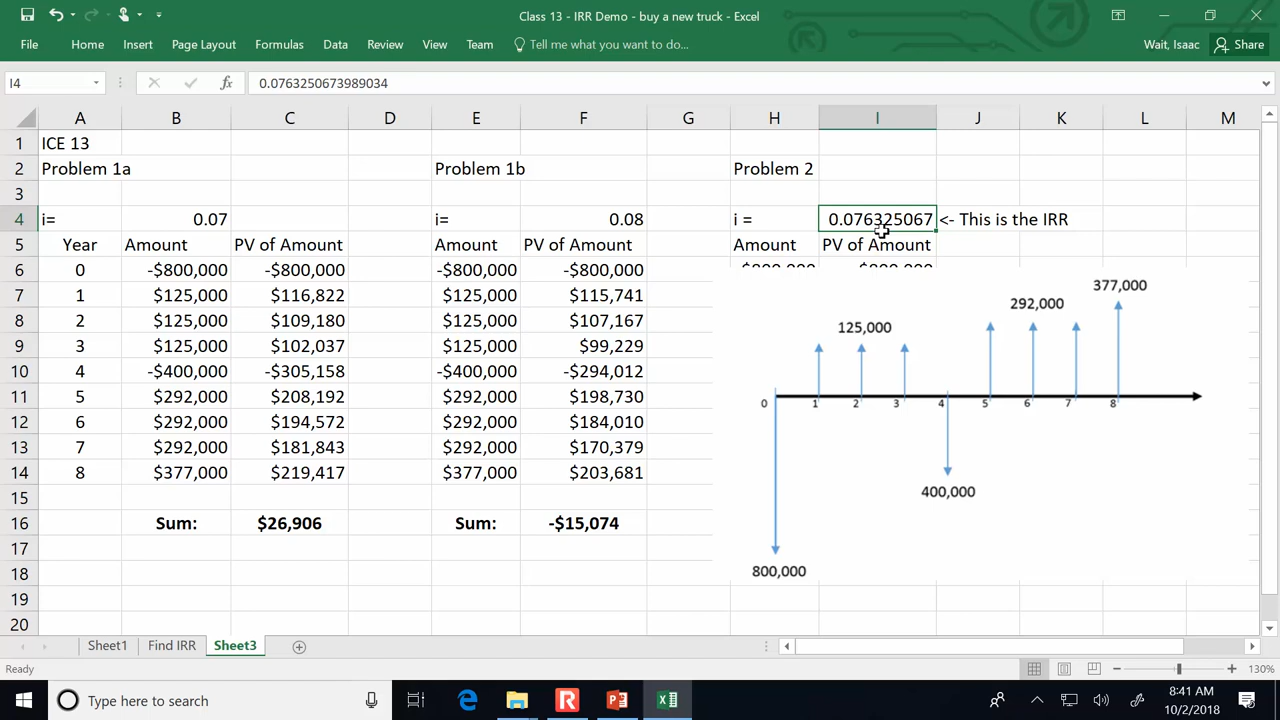 Class 13 - IRR Demo - buy a new truck - Excel
File Home Insert Page Layout Formulas Data Review View Team Tell me what you want to do... Wait, Isaac Share
I4 fx 0.0763250673989034
A B C D E F G H I J K L M
1 ICE 13
2 Problem 1a Problem 1b Problem 2
3
4 i= 0.07 i= 0.08 i = 0.076325067 <- This is the IRR
5 Year Amount PV of Amount Amount PV of Amount Amount PV of Amount
6 0 -$800,000 -$800,000 -$800,000 -$800,000
7 1 $125,000 $116,822 $125,000 $115,741
8 2 $125,000 $109,180 $125,000 $107,167
9 3 $125,000 $102,037 $125,000 $99,229
10 4 -$400,000 -$305,158 -$400,000 -$294,012
11 5 $292,000 $208,192 $292,000 $198,730
12 6 $292,000 $194,572 $292,000 $184,010
13 7 $292,000 $181,843 $292,000 $170,379
14 8 $377,000 $219,417 $377,000 $203,681
15
16 Sum: $26,906 Sum: -$15,074
17
18
19
20
377,000
292,000
125,000
0 1 2 3 4 5 6 7 8
400,000
800,000
Sheet1 Find IRR Sheet3
Ready 130%
Type here to search 8:41 AM
10/2/2018